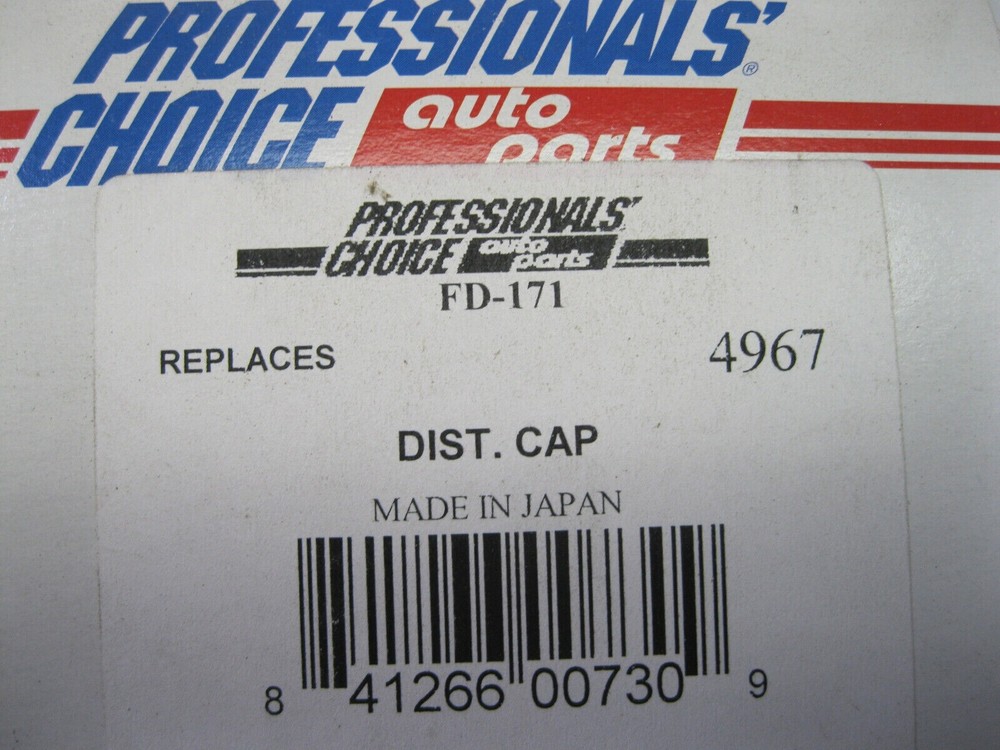 PROFESSIONALS'®
CHOICE auto parts
PROFESSIONALS'
CHOICE auto parts
FD-171
REPLACES 4967
DIST. CAP
MADE IN JAPAN
8 41266 00730 9